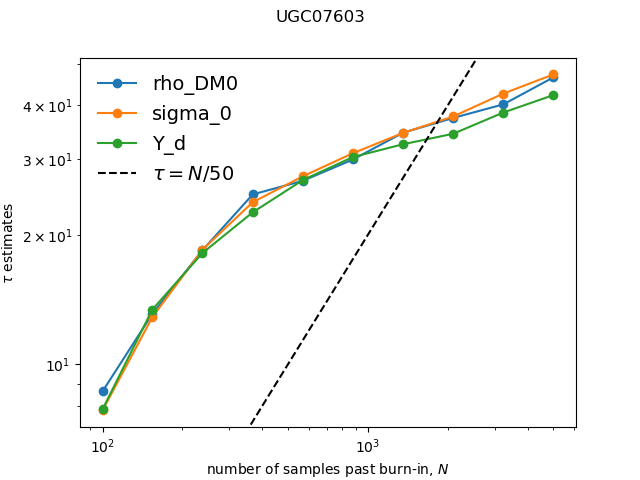 UGC07603
rho_DM0
sigma_0
Y_d
τ = N/50
4 × 10¹
3 × 10¹
2 × 10¹
10¹
τ estimates
10² 10³
number of samples past burn-in, N